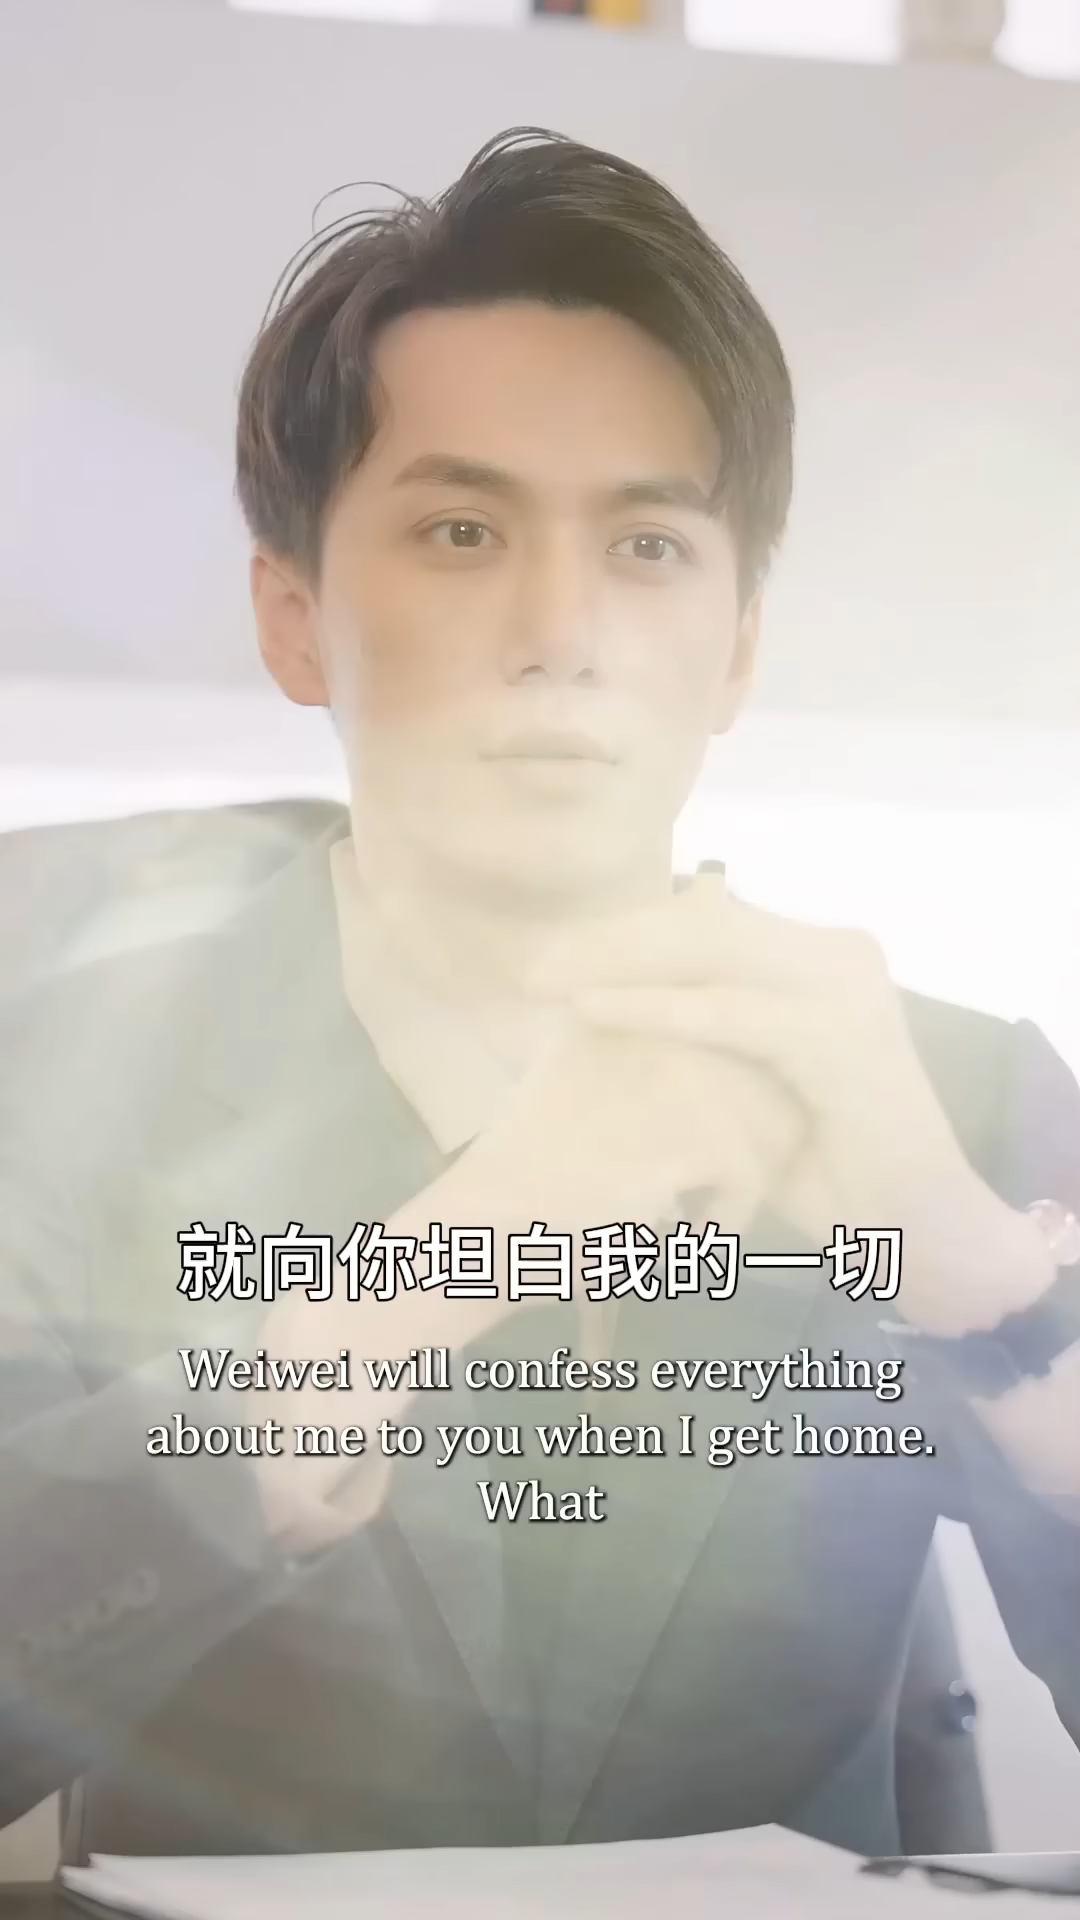 就向你坦白我的一切
Weiwei will confess everything
about me to you when I get home.
What